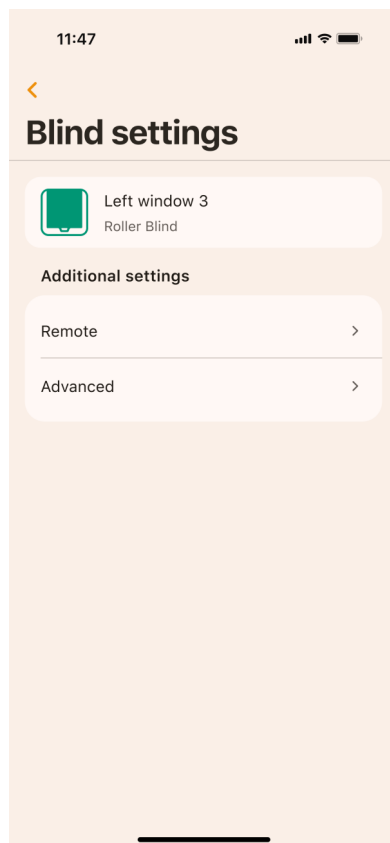 11:47
Blind settings
Left window 3
Roller Blind
Additional settings
Remote
Advanced